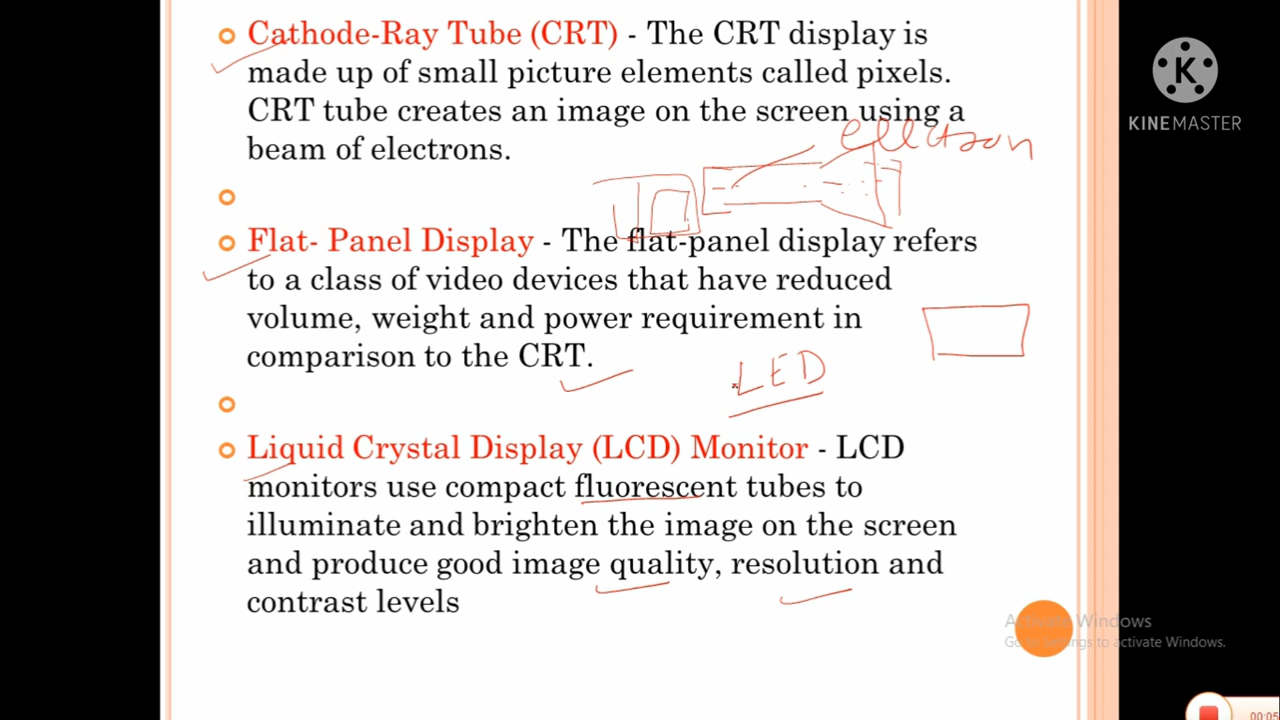 Cathode-Ray Tube (CRT) - The CRT display is
made up of small picture elements called pixels.
CRT tube creates an image on the screen using a
beam of electrons.
electron
Flat- Panel Display - The flat-panel display refers
to a class of video devices that have reduced
volume, weight and power requirement in
comparison to the CRT.
LED
Liquid Crystal Display (LCD) Monitor - LCD
monitors use compact fluorescent tubes to
illuminate and brighten the image on the screen
and produce good image quality, resolution and
contrast levels
K
KINEMASTER
Activate Windows
Go to Settings to activate Windows.